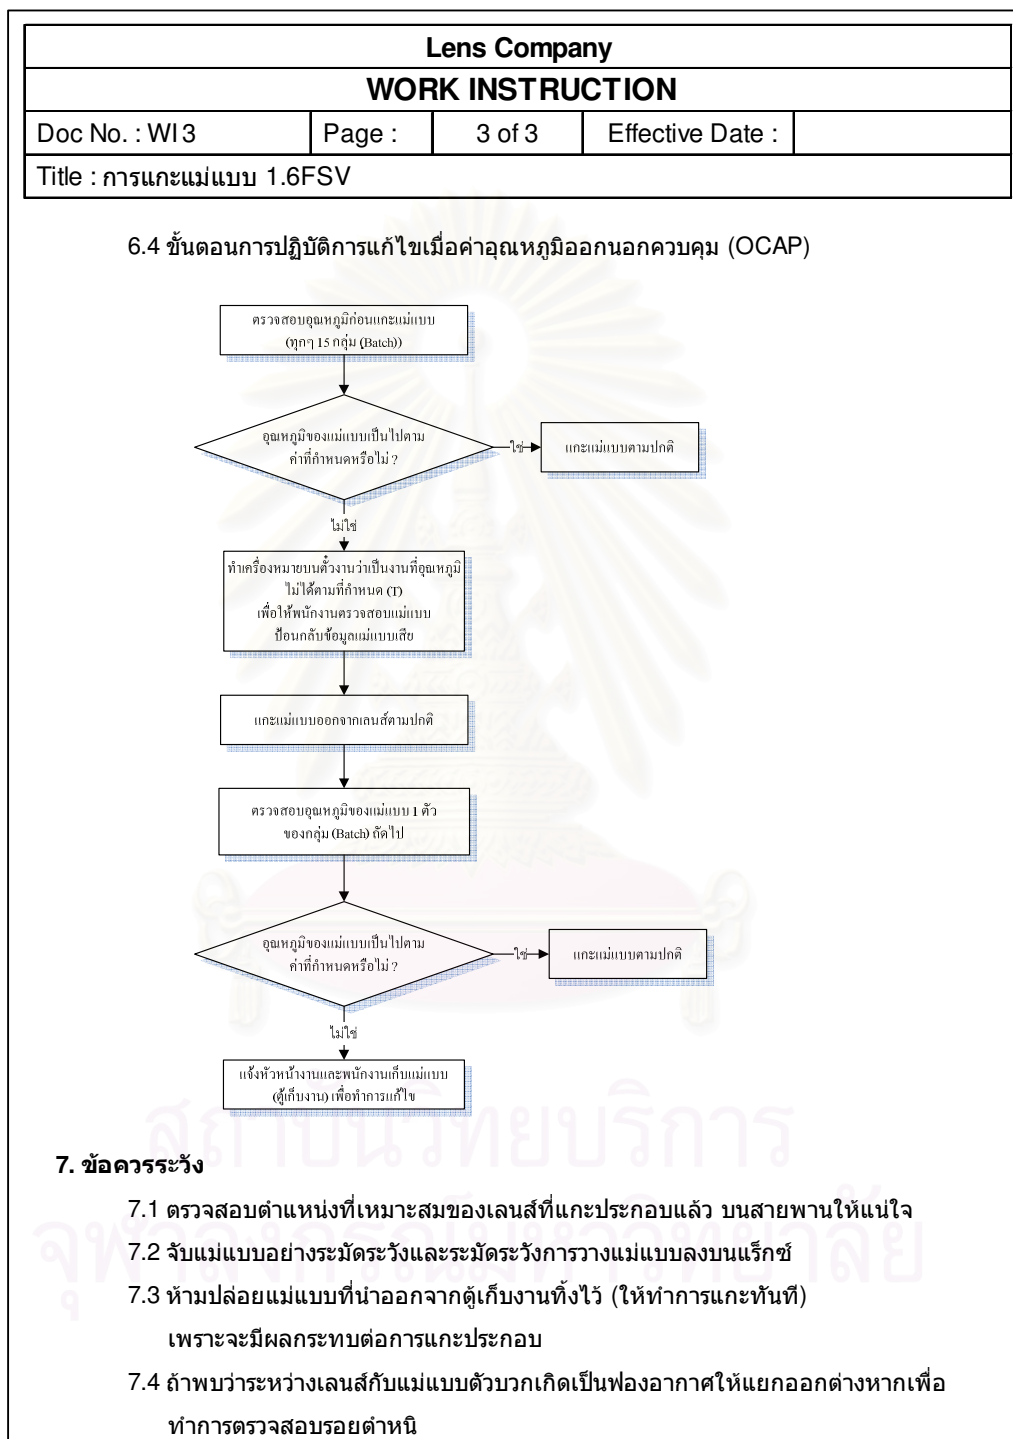 Lens Company
WORK INSTRUCTION
Doc No. : WI 3 Page : 3 of 3 Effective Date :
Title : การแกะแม่แบบ 1.6FSV
6.4 ขั้นตอนการปฏิบัติการแก้ไขเมื่อค่าอุณหภูมิออกนอกควบคุม (OCAP)
ตรวจสอบอุณหภูมิก่อนแกะแม่แบบ
(ทุกๆ 15 กลุ่ม (Batch))
อุณหภูมิของแม่แบบเป็นไปตาม
ค่าที่กำหนดหรือไม่ ?
ใช่
แกะแม่แบบตามปกติ
ไม่ใช่
ทำเครื่องหมายบนตั๋วงานว่าเป็นงานที่อุณหภูมิ
ไม่ได้ตามที่กำหนด (T)
เพื่อให้พนักงานตรวจสอบแม่แบบ
ป้อนกลับข้อมูลแม่แบบเสีย
แกะแม่แบบออกจากเลนส์ตามปกติ
ตรวจสอบอุณหภูมิของแม่แบบ 1 ตัว
ของกลุ่ม (Batch) ถัดไป
อุณหภูมิของแม่แบบเป็นไปตาม
ค่าที่กำหนดหรือไม่ ?
ใช่
แกะแม่แบบตามปกติ
ไม่ใช่
แจ้งหัวหน้างานและพนักงานเก็บแม่แบบ
(ตู้เก็บงาน) เพื่อทำการแก้ไข
สถาบันวิทยบริการ
7. ข้อควรระวัง
7.1 ตรวจสอบตำแหน่งที่เหมาะสมของเลนส์ที่แกะประกอบแล้ว บนสายพานให้แน่ใจ
จุฬาลงกรณ์มหาวิทยาลัย
7.2 จับแม่แบบอย่างระมัดระวังและระมัดระวังการวางแม่แบบลงบนแร็กซ์
7.3 ห้ามปล่อยแม่แบบที่นำออกจากตู้เก็บงานทิ้งไว้ (ให้ทำการแกะทันที)
เพราะจะมีผลกระทบต่อการแกะประกอบ
7.4 ถ้าพบว่าระหว่างเลนส์กับแม่แบบตัวบวกเกิดเป็นฟองอากาศให้แยกออกต่างหากเพื่อ
ทำการตรวจสอบรอยตำหนิ